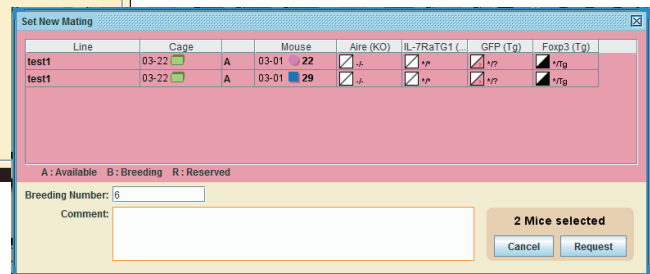 Set New Mating
Line Cage Mouse Aire (KO) IL-7RaTG1 (... GFP (Tg) Foxp3 (Tg)
test1 03-22 A 03-01 22 -/- */* */? */Tg
test1 03-22 A 03-01 29 -/- */* */? */Tg
A : Available B : Breeding R : Reserved
Breeding Number: 6
Comment:
2 Mice selected
Cancel Request